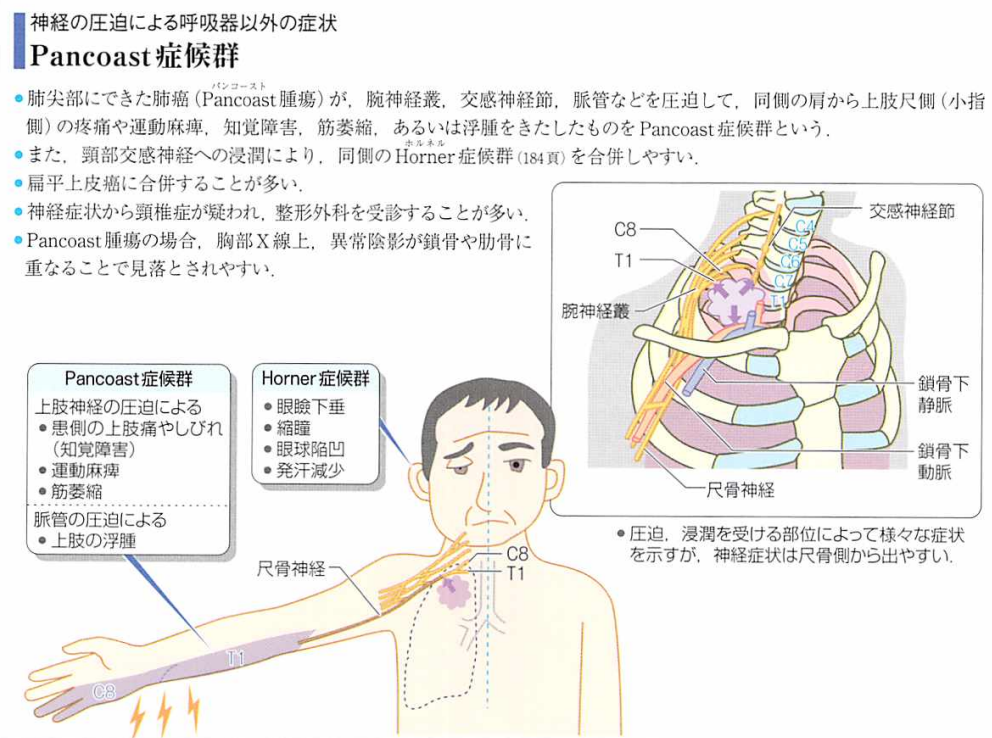 神経の圧迫による呼吸器以外の症状
Pancoast症候群
パンコースト
●肺尖部にできた肺癌(Pancoast腫瘍)が，腕神経叢，交感神経節，脈管などを圧迫して，同側の肩から上肢尺側(小指
側)の疼痛や運動麻痺，知覚障害，筋萎縮，あるいは浮腫をきたしたものをPancoast症候群という．
ホルネル
●また，頸部交感神経への浸潤により，同側のHorner症候群(184頁)を合併しやすい．
●扁平上皮癌に合併することが多い．
●神経症状から頸椎症が疑われ，整形外科を受診することが多い．
●Pancoast腫瘍の場合，胸部X線上，異常陰影が鎖骨や肋骨に
重なることで見落とされやすい．
交感神経節
C8
T1
腕神経叢
C4
C5
C6
C7
T1
鎖骨下
静脈
鎖骨下
動脈
尺骨神経
●圧迫，浸潤を受ける部位によって様々な症状
を示すが，神経症状は尺骨側から出やすい．
Pancoast症候群
上肢神経の圧迫による
●患側の上肢痛やしびれ
(知覚障害)
●運動麻痺
●筋萎縮
脈管の圧迫による
●上肢の浮腫
Horner症候群
●眼瞼下垂
●縮瞳
●眼球陥凹
●発汗減少
尺骨神経
C8
T1
T1
C8